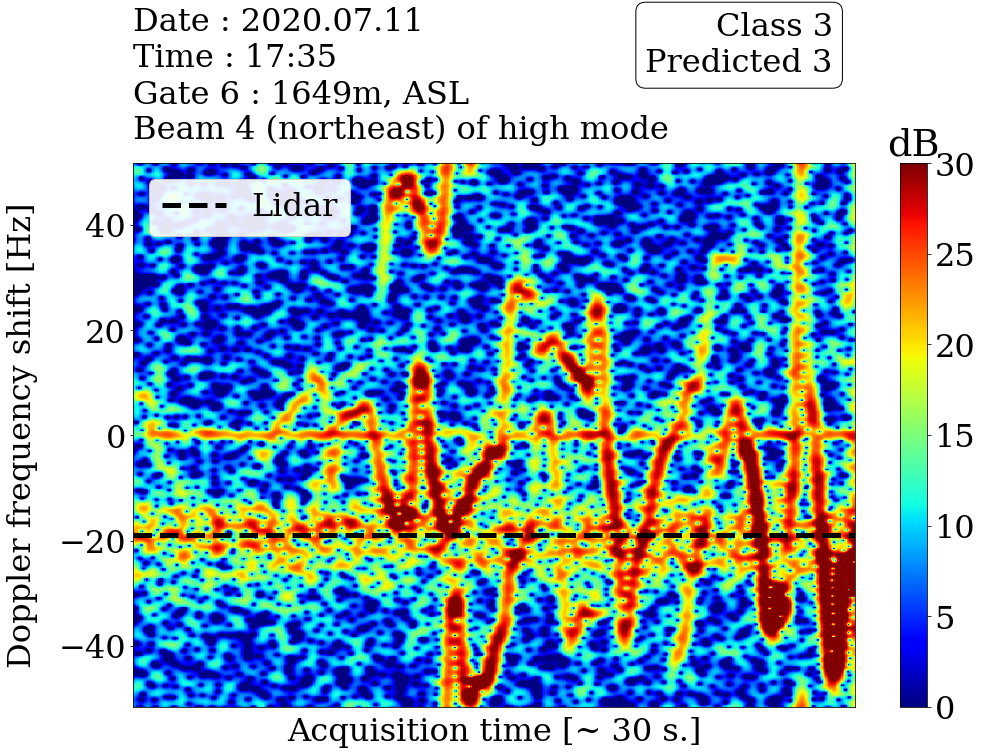 Date : 2020.07.11
Time : 17:35
Gate 6 : 1649m, ASL
Beam 4 (northeast) of high mode
Class 3
Predicted 3
dB
Lidar
Doppler frequency shift [Hz]
40
20
0
−20
−40
30
25
20
15
10
5
0
Acquisition time [~ 30 s.]